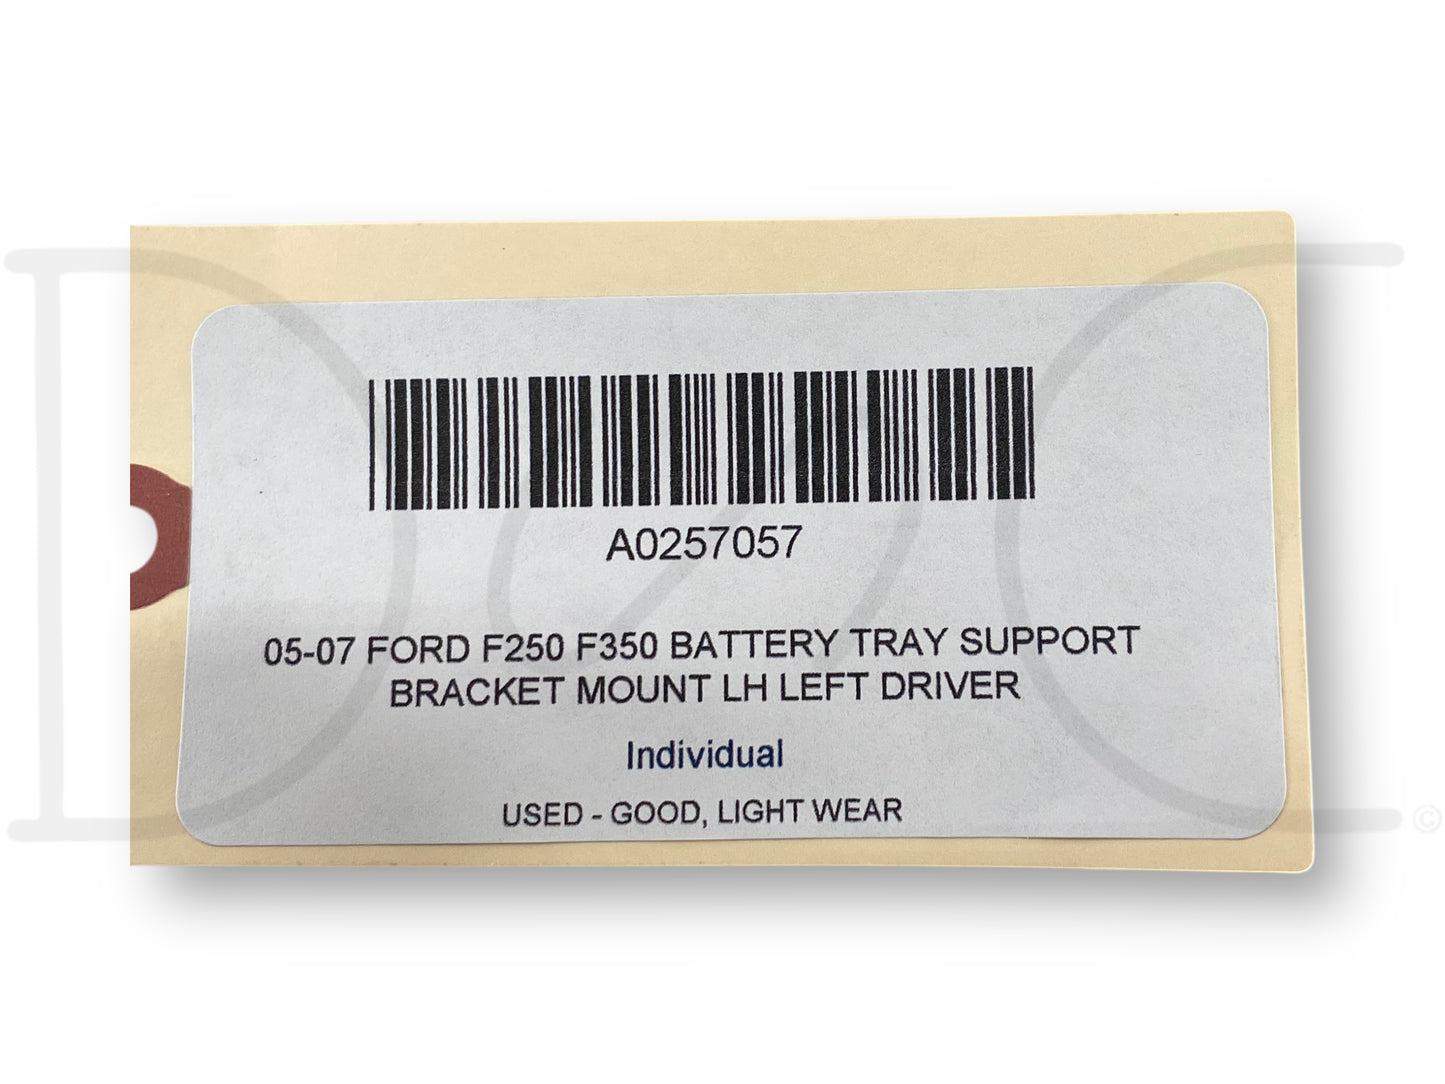 A0257057
05-07 FORD F250 F350 BATTERY TRAY SUPPORT
BRACKET MOUNT LH LEFT DRIVER
Individual
USED - GOOD, LIGHT WEAR
©